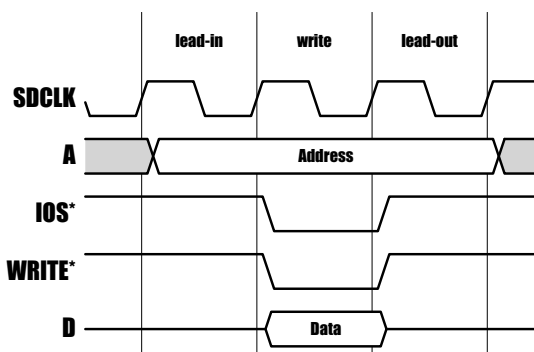 lead-in write lead-out
SDCLK
A Address
IOS*
WRITE*
D Data